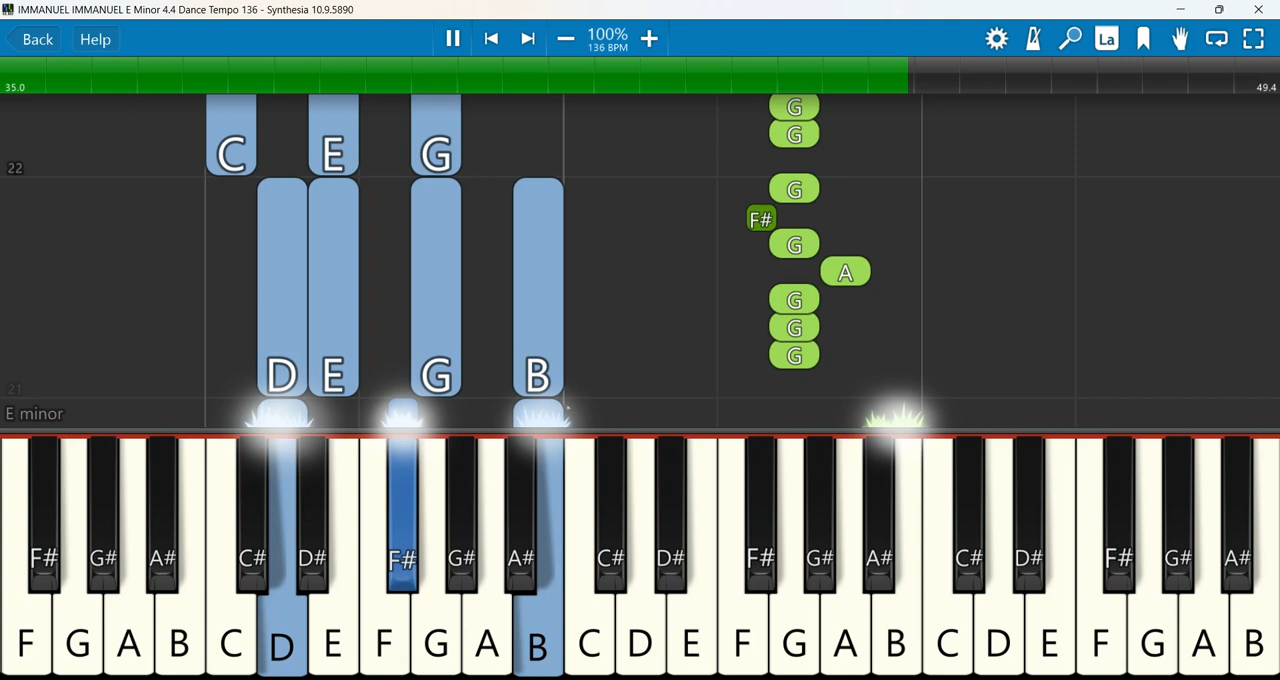 IMMANUEL IMMANUEL E Minor 4.4 Dance Tempo 136 - Synthesia 10.9.5890
Back Help 100% La
136 BPM
35.0 49.4
G
G
C E G
22
G
F#
G
A
G
G
G
D E G B
21
E minor
F# G# A# C# D# F# G# A# C# D# F# G# A# C# D# F# G# A#
F G A B C D E F G A B C D E F G A B C D E F G A B